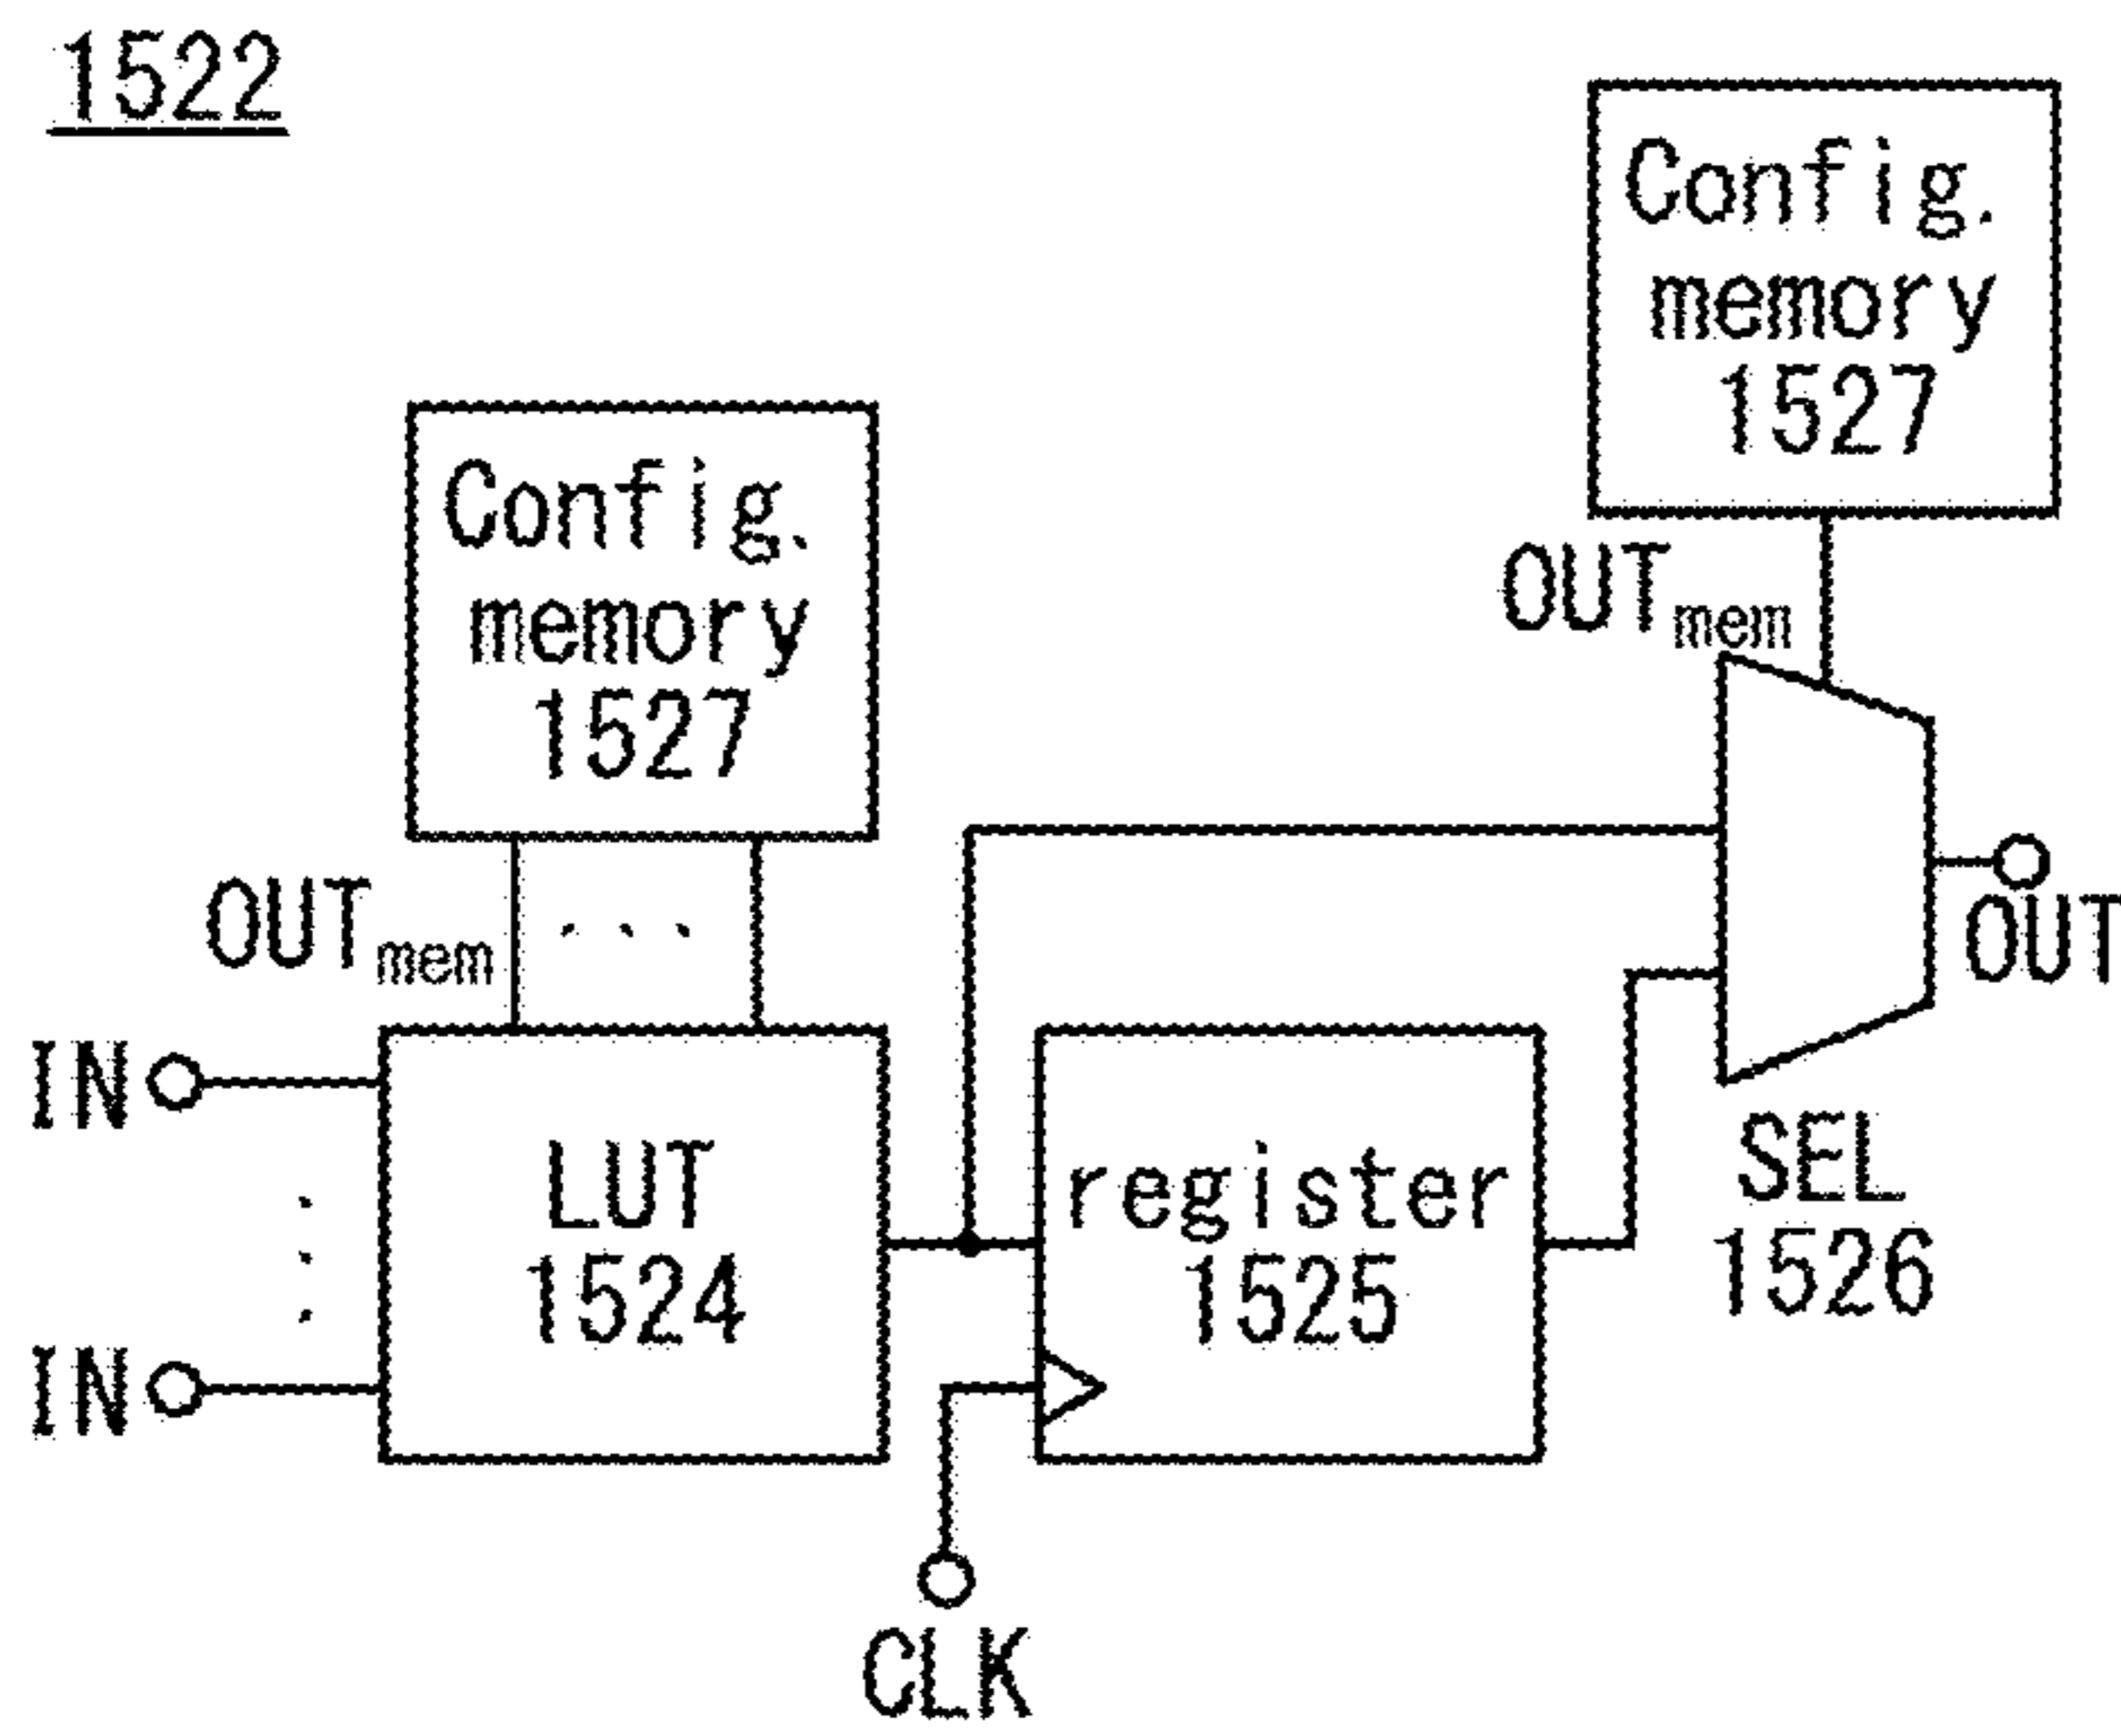 1522
Config.
memory
1527
OUTmem
Config.
memory
1527
OUTmem
OUT
IN
IN
LUT
1524
register
1525
SEL
1526
CLK